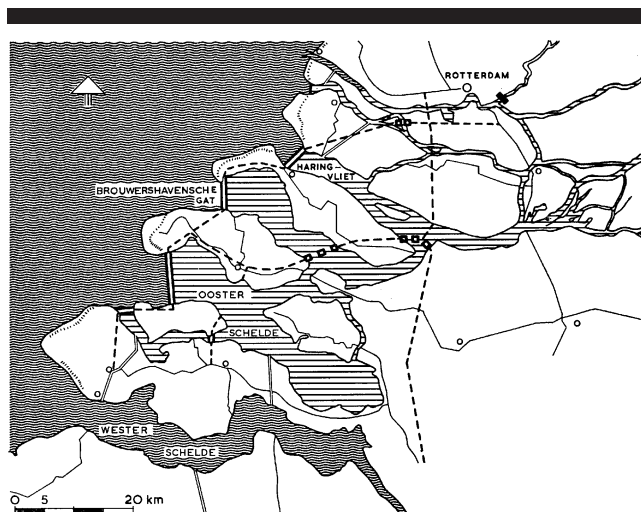 ROTTERDAM
HARING
VLIET
BROUWERSHAVENSCHE
GAT
OOSTER
SCHELDE
WESTER
SCHELDE
0 5 20 km